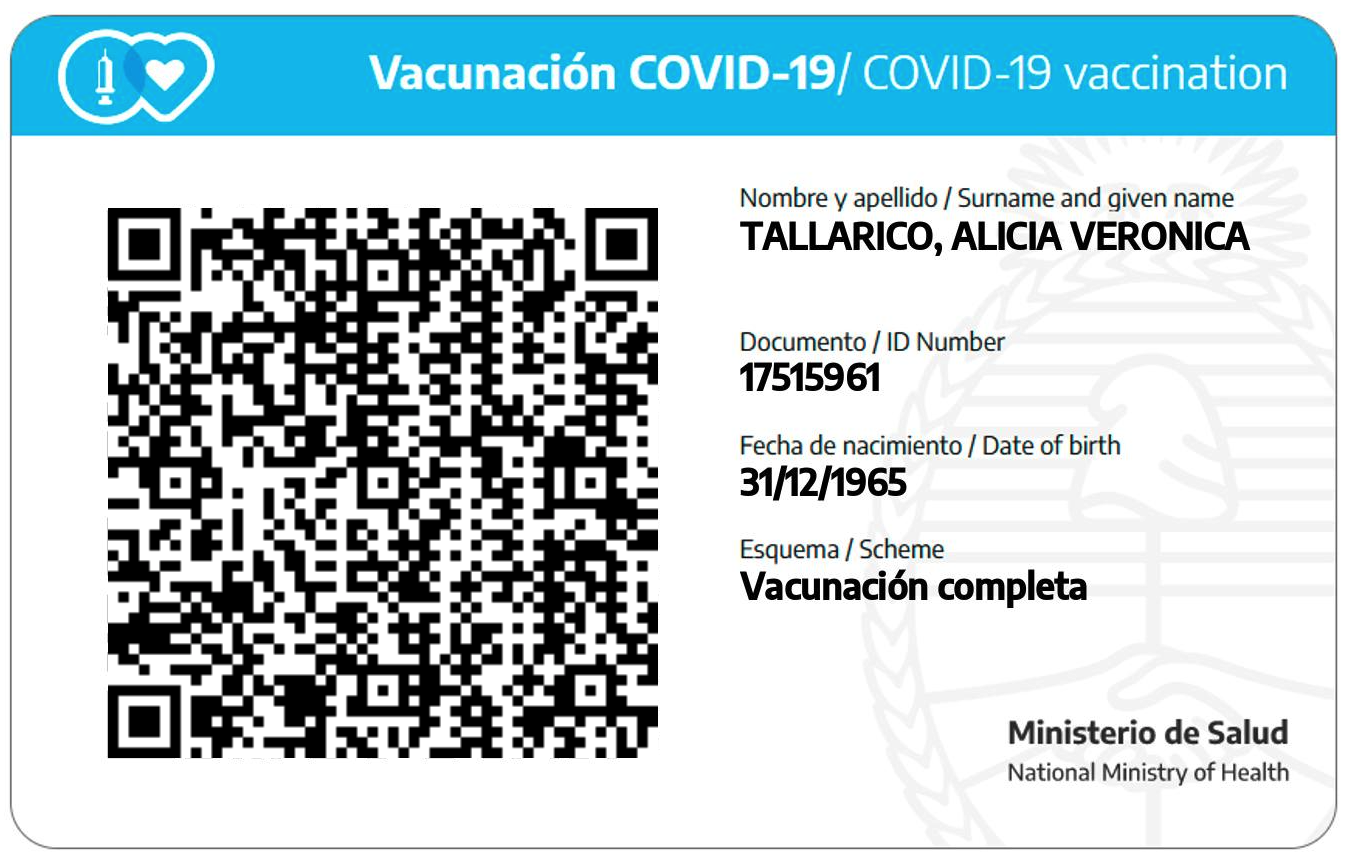 Vacunación COVID-19/ COVID-19 vaccination
Nombre y apellido / Surname and given name
TALLARICO, ALICIA VERONICA
Documento / ID Number
17515961
Fecha de nacimiento / Date of birth
31/12/1965
Esquema / Scheme
Vacunación completa
Ministerio de Salud
National Ministry of Health